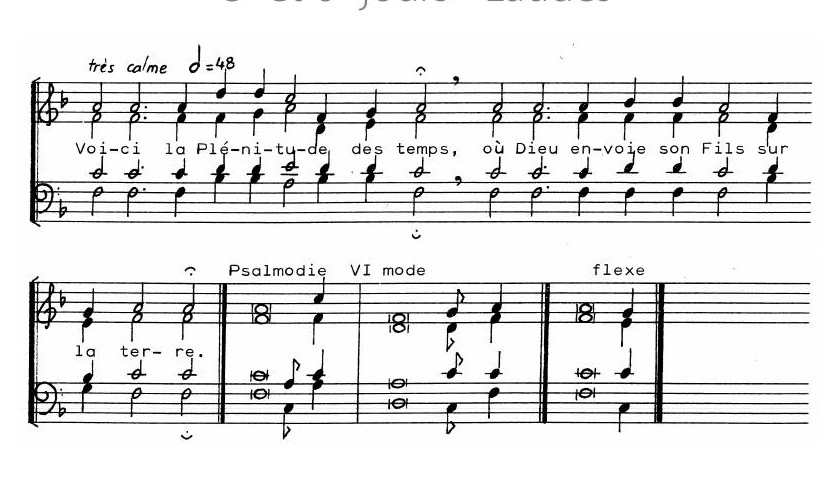 très calme 𝅗𝅥 =48
Voi-ci la Plé-ni-tu-de des temps, où Dieu en-voie son Fils sur
Psalmodie VI mode flexe
la ter- re.